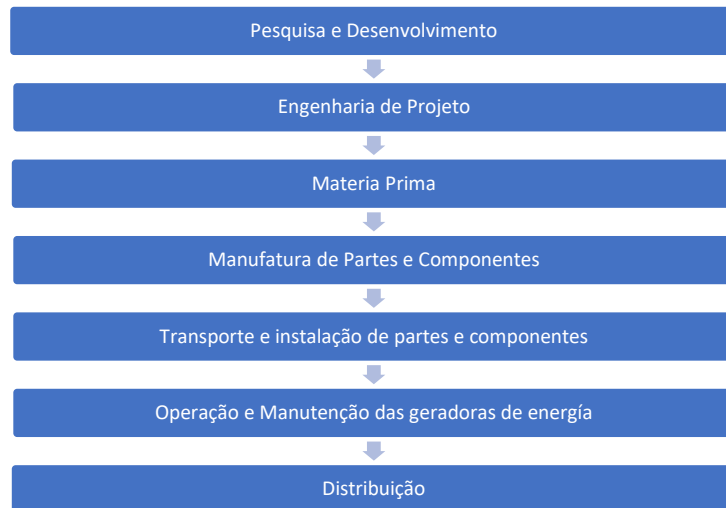 Pesquisa e Desenvolvimento
Engenharia de Projeto
Materia Prima
Manufatura de Partes e Componentes
Transporte e instalação de partes e componentes
Operação e Manutenção das geradoras de energía
Distribuição